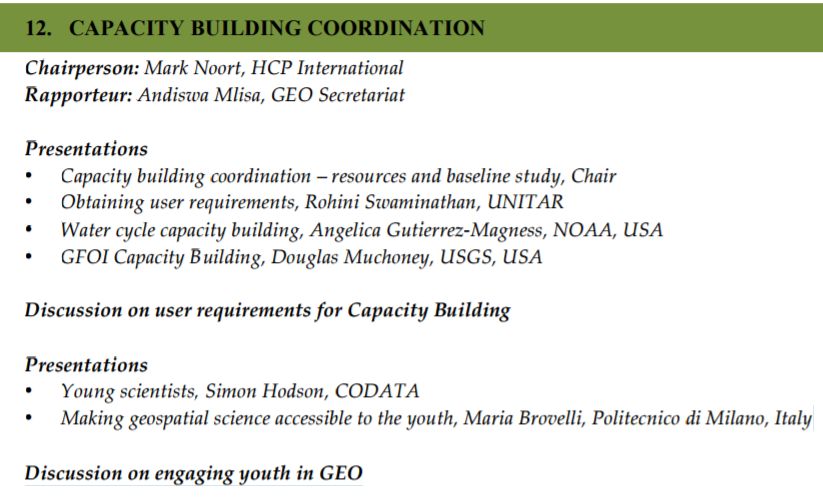 12. CAPACITY BUILDING COORDINATION
Chairperson: Mark Noort, HCP International
Rapporteur: Andiswa Mlisa, GEO Secretariat
Presentations
• Capacity building coordination – resources and baseline study, Chair
• Obtaining user requirements, Rohini Swaminathan, UNITAR
• Water cycle capacity building, Angelica Gutierrez-Magness, NOAA, USA
• GFOI Capacity Building, Douglas Muchoney, USGS, USA
Discussion on user requirements for Capacity Building
Presentations
• Young scientists, Simon Hodson, CODATA
• Making geospatial science accessible to the youth, Maria Brovelli, Politecnico di Milano, Italy
Discussion on engaging youth in GEO